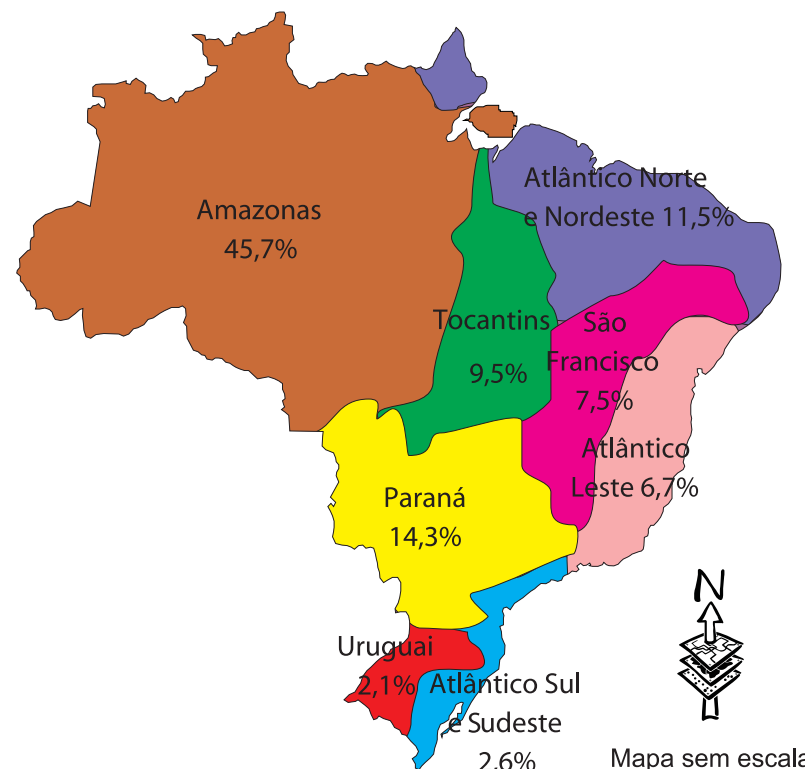 Amazonas
45,7%
Atlântico Norte
e Nordeste 11,5%
Tocantins
9,5%
São
Francisco
7,5%
Atlântico
Leste 6,7%
Paraná
14,3%
Uruguai
2,1%
Atlântico Sul
e Sudeste
2,6%
N
Mapa sem escala